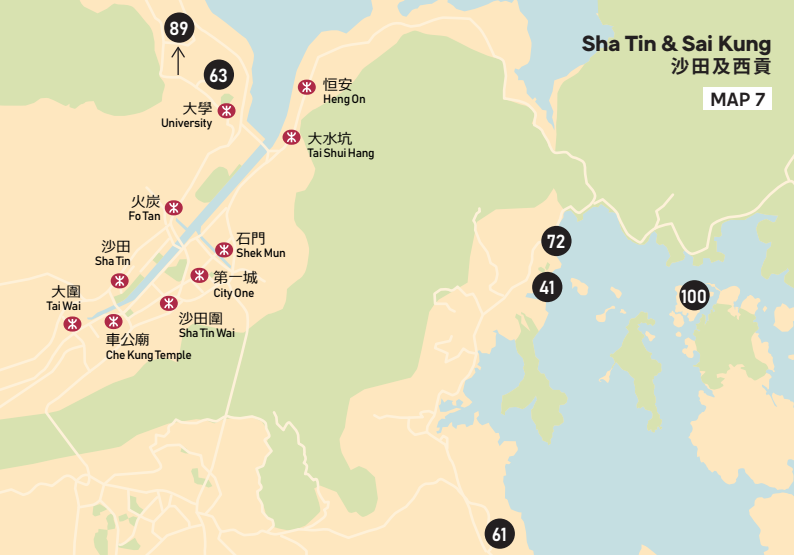 Sha Tin & Sai Kung
沙田及西貢
MAP 7
89
63
大學
University
恒安
Heng On
大水坑
Tai Shui Hang
火炭
Fo Tan
石門
Shek Mun
沙田
Sha Tin
第一城
City One
大圍
Tai Wai
沙田圍
Sha Tin Wai
車公廟
Che Kung Temple
72
41
100
61